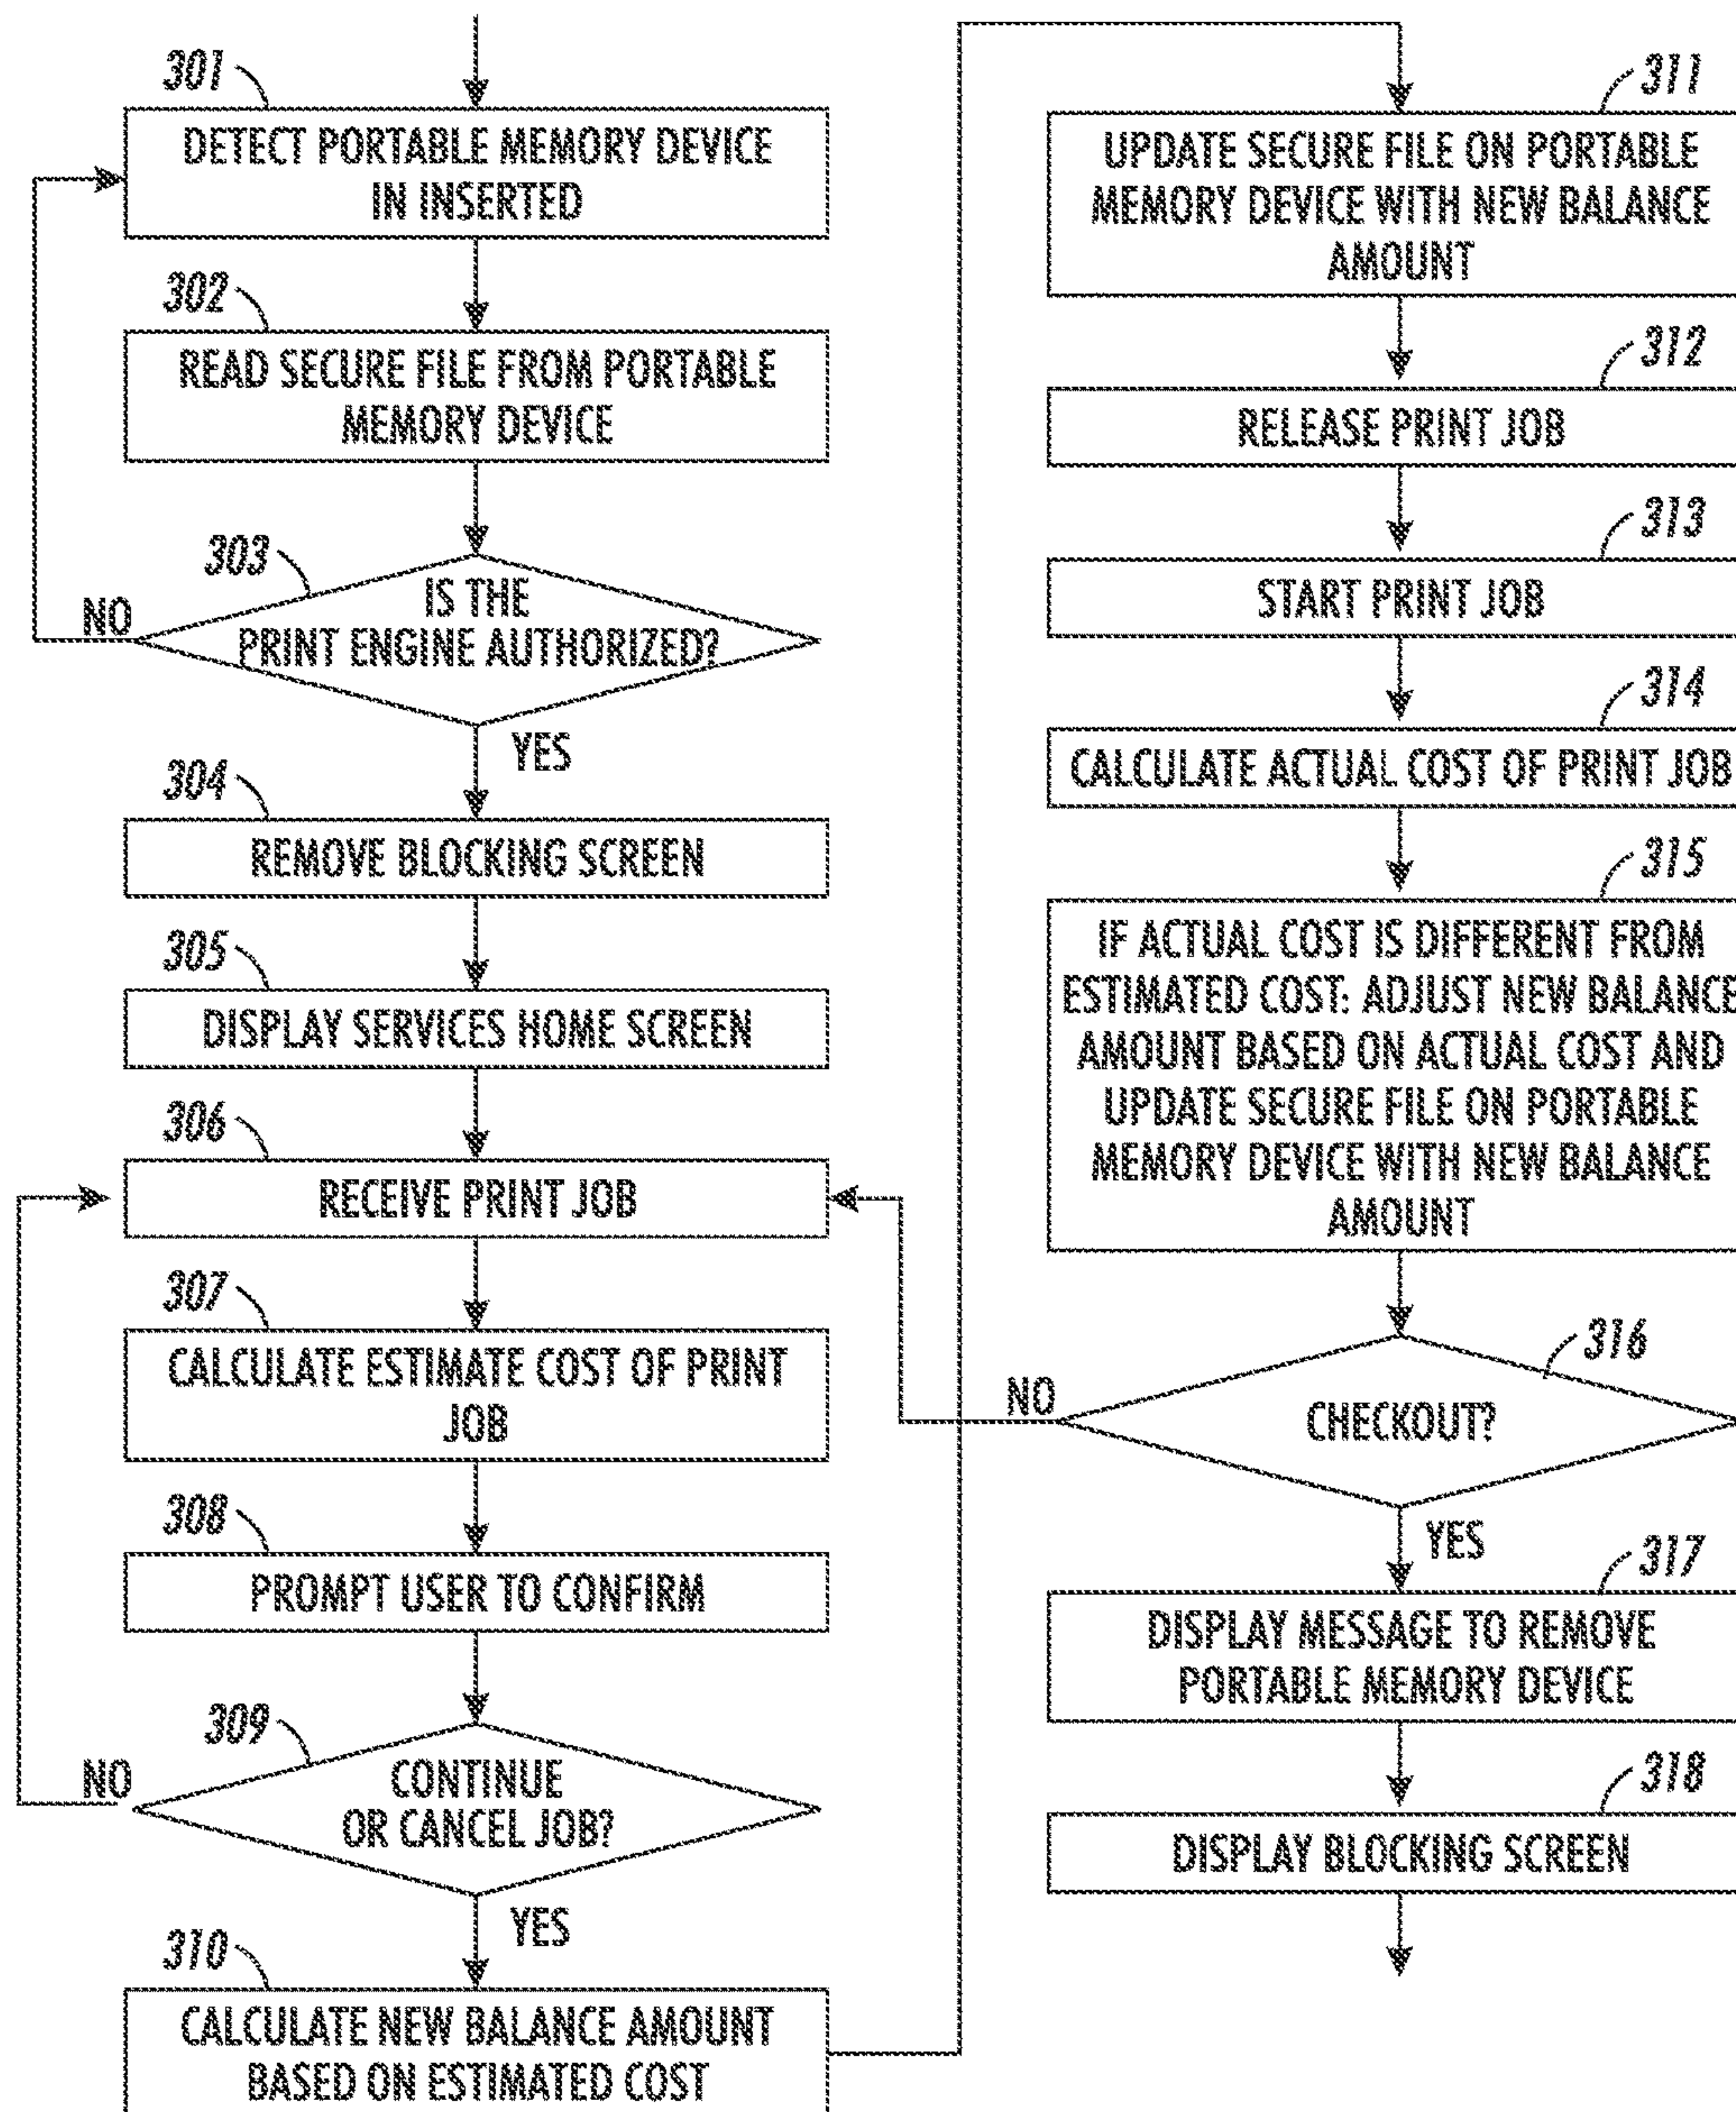 301
DETECT PORTABLE MEMORY DEVICE
IN INSERTED
302
READ SECURE FILE FROM PORTABLE
MEMORY DEVICE
303
IS THE
PRINT ENGINE AUTHORIZED?
NO
YES
304
REMOVE BLOCKING SCREEN
305
DISPLAY SERVICES HOME SCREEN
306
RECEIVE PRINT JOB
307
CALCULATE ESTIMATE COST OF PRINT
JOB
308
PROMPT USER TO CONFIRM
309
CONTINUE
OR CANCEL JOB?
NO
YES
310
CALCULATE NEW BALANCE AMOUNT
BASED ON ESTIMATED COST
311
UPDATE SECURE FILE ON PORTABLE
MEMORY DEVICE WITH NEW BALANCE
AMOUNT
312
RELEASE PRINT JOB
313
START PRINT JOB
314
CALCULATE ACTUAL COST OF PRINT JOB
315
IF ACTUAL COST IS DIFFERENT FROM
ESTIMATED COST: ADJUST NEW BALANCE
AMOUNT BASED ON ACTUAL COST AND
UPDATE SECURE FILE ON PORTABLE
MEMORY DEVICE WITH NEW BALANCE
AMOUNT
316
CHECKOUT?
NO
YES
317
DISPLAY MESSAGE TO REMOVE
PORTABLE MEMORY DEVICE
318
DISPLAY BLOCKING SCREEN